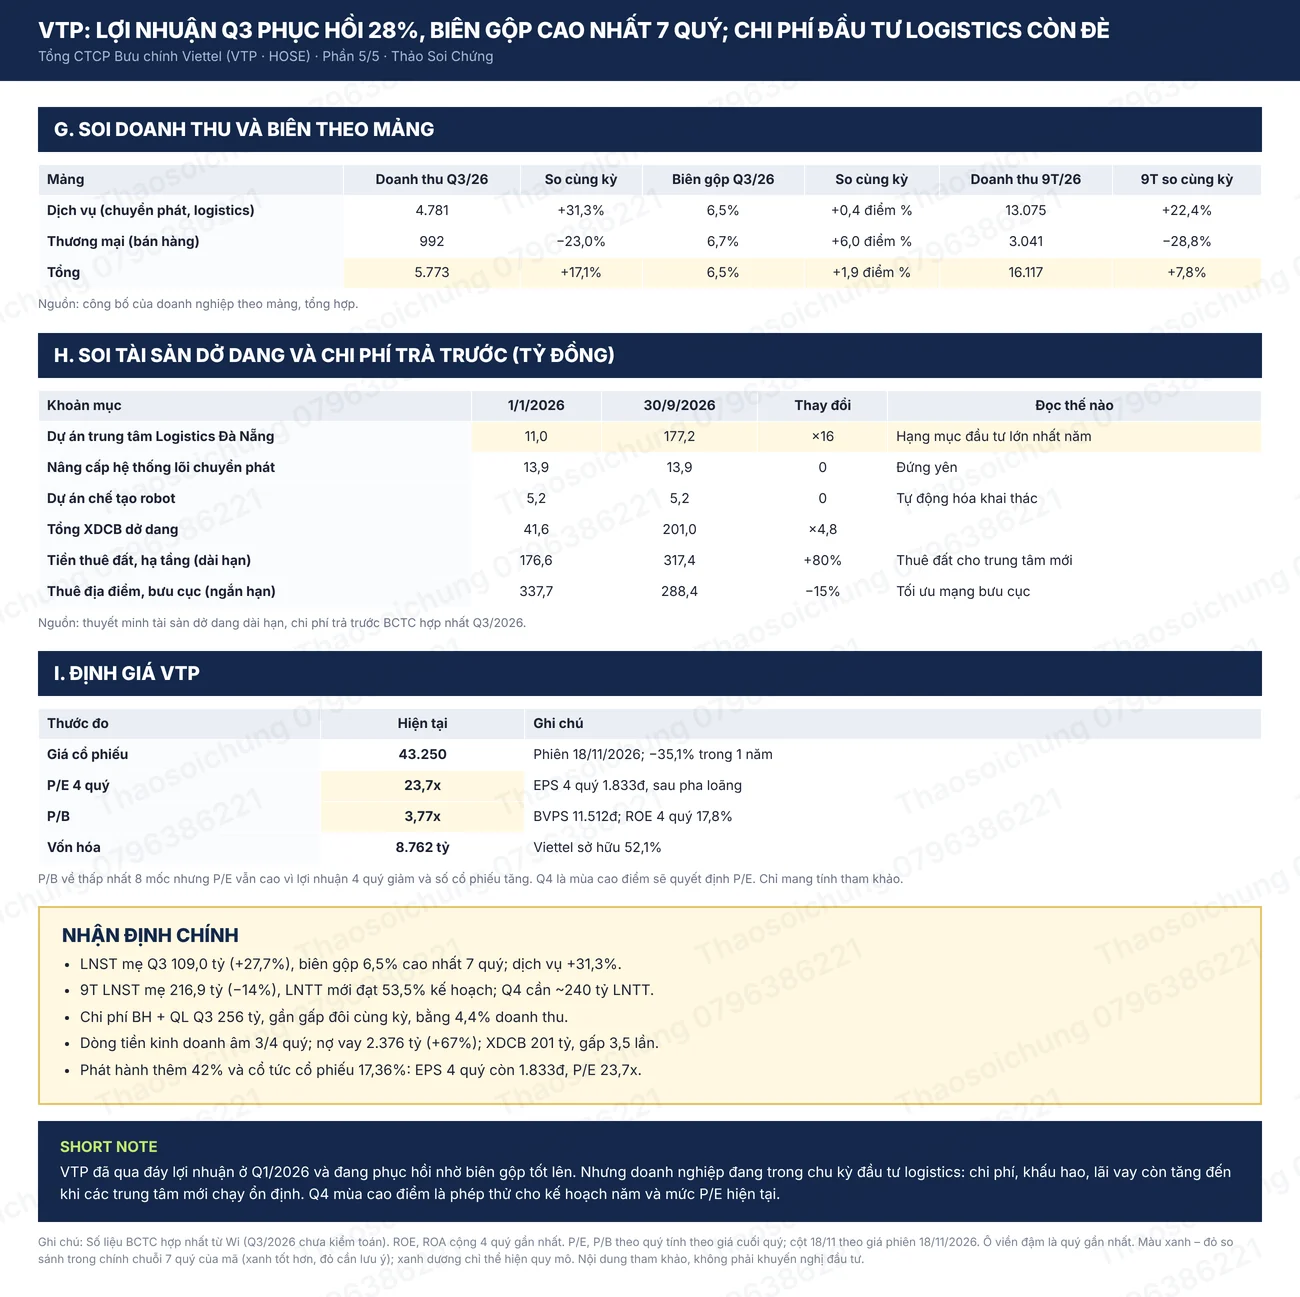 VTP: LỢI NHUẬN Q3 PHỤC HỒI 28%, BIÊN GỘP CAO NHẤT 7 QUÝ; CHI PHÍ ĐẦU TƯ LOGISTICS CÒN ĐÈ
Tổng CTCP Bưu chính Viettel (VTP · HOSE) · Phần 5/5 · Thảo Soi Chứng
G. SOI DOANH THU VÀ BIÊN THEO MẢNG
Mảng Doanh thu Q3/26 So cùng kỳ Biên gộp Q3/26 So cùng kỳ Doanh thu 9T/26 9T so cùng kỳ
Dịch vụ (chuyển phát, logistics) 4.781 +31,3% 6,5% +0,4 điểm % 13.075 +22,4%
Thương mại (bán hàng) 992 −23,0% 6,7% +6,0 điểm % 3.041 −28,8%
Tổng 5.773 +17,1% 6,5% +1,9 điểm % 16.117 +7,8%
Nguồn: công bố của doanh nghiệp theo mảng, tổng hợp.
H. SOI TÀI SẢN DỞ DANG VÀ CHI PHÍ TRẢ TRƯỚC (TỶ ĐỒNG)
Khoản mục 1/1/2026 30/9/2026 Thay đổi Đọc thế nào
Dự án trung tâm Logistics Đà Nẵng 11,0 177,2 ×16 Hạng mục đầu tư lớn nhất năm
Nâng cấp hệ thống lõi chuyển phát 13,9 13,9 0 Đứng yên
Dự án chế tạo robot 5,2 5,2 0 Tự động hóa khai thác
Tổng XDCB dở dang 41,6 201,0 ×4,8
Tiền thuê đất, hạ tầng (dài hạn) 176,6 317,4 +80% Thuê đất cho trung tâm mới
Thuê địa điểm, bưu cục (ngắn hạn) 337,7 288,4 −15% Tối ưu mạng bưu cục
Nguồn: thuyết minh tài sản dở dang dài hạn, chi phí trả trước BCTC hợp nhất Q3/2026.
I. ĐỊNH GIÁ VTP
Thước đo Hiện tại Ghi chú
Giá cổ phiếu 43.250 Phiên 18/11/2026; −35,1% trong 1 năm
P/E 4 quý 23,7x EPS 4 quý 1.833đ, sau pha loãng
P/B 3,77x BVPS 11.512đ; ROE 4 quý 17,8%
Vốn hóa 8.762 tỷ Viettel sở hữu 52,1%
P/B về thấp nhất 8 mốc nhưng P/E vẫn cao vì lợi nhuận 4 quý giảm và số cổ phiếu tăng. Q4 là mùa cao điểm sẽ quyết định P/E. Chỉ mang tính tham khảo.
NHẬN ĐỊNH CHÍNH
• LNST mẹ Q3 109,0 tỷ (+27,7%), biên gộp 6,5% cao nhất 7 quý; dịch vụ +31,3%.
• 9T LNST mẹ 216,9 tỷ (−14%), LNTT mới đạt 53,5% kế hoạch; Q4 cần ~240 tỷ LNTT.
• Chi phí BH + QL Q3 256 tỷ, gần gấp đôi cùng kỳ, bằng 4,4% doanh thu.
• Dòng tiền kinh doanh âm 3/4 quý; nợ vay 2.376 tỷ (+67%); XDCB 201 tỷ, gấp 3,5 lần.
• Phát hành thêm 42% và cổ tức cổ phiếu 17,36%: EPS 4 quý còn 1.833đ, P/E 23,7x.
SHORT NOTE
VTP đã qua đáy lợi nhuận ở Q1/2026 và đang phục hồi nhờ biên gộp tốt lên. Nhưng doanh nghiệp đang trong chu kỳ đầu tư logistics: chi phí, khấu hao, lãi vay còn tăng đến
khi các trung tâm mới chạy ổn định. Q4 mùa cao điểm là phép thử cho kế hoạch năm và mức P/E hiện tại.
Ghi chú: Số liệu BCTC hợp nhất từ Wi (Q3/2026 chưa kiểm toán). ROE, ROA cộng 4 quý gần nhất. P/E, P/B theo quý tính theo giá cuối quý; cột 18/11 theo giá phiên 18/11/2026. Ô viền đậm là quý gần nhất. Màu xanh – đỏ so
sánh trong chính chuỗi 7 quý của mã (xanh tốt hơn, đỏ cần lưu ý); xanh dương chỉ thể hiện quy mô. Nội dung tham khảo, không phải khuyến nghị đầu tư.
Thaosoichung 0796386221